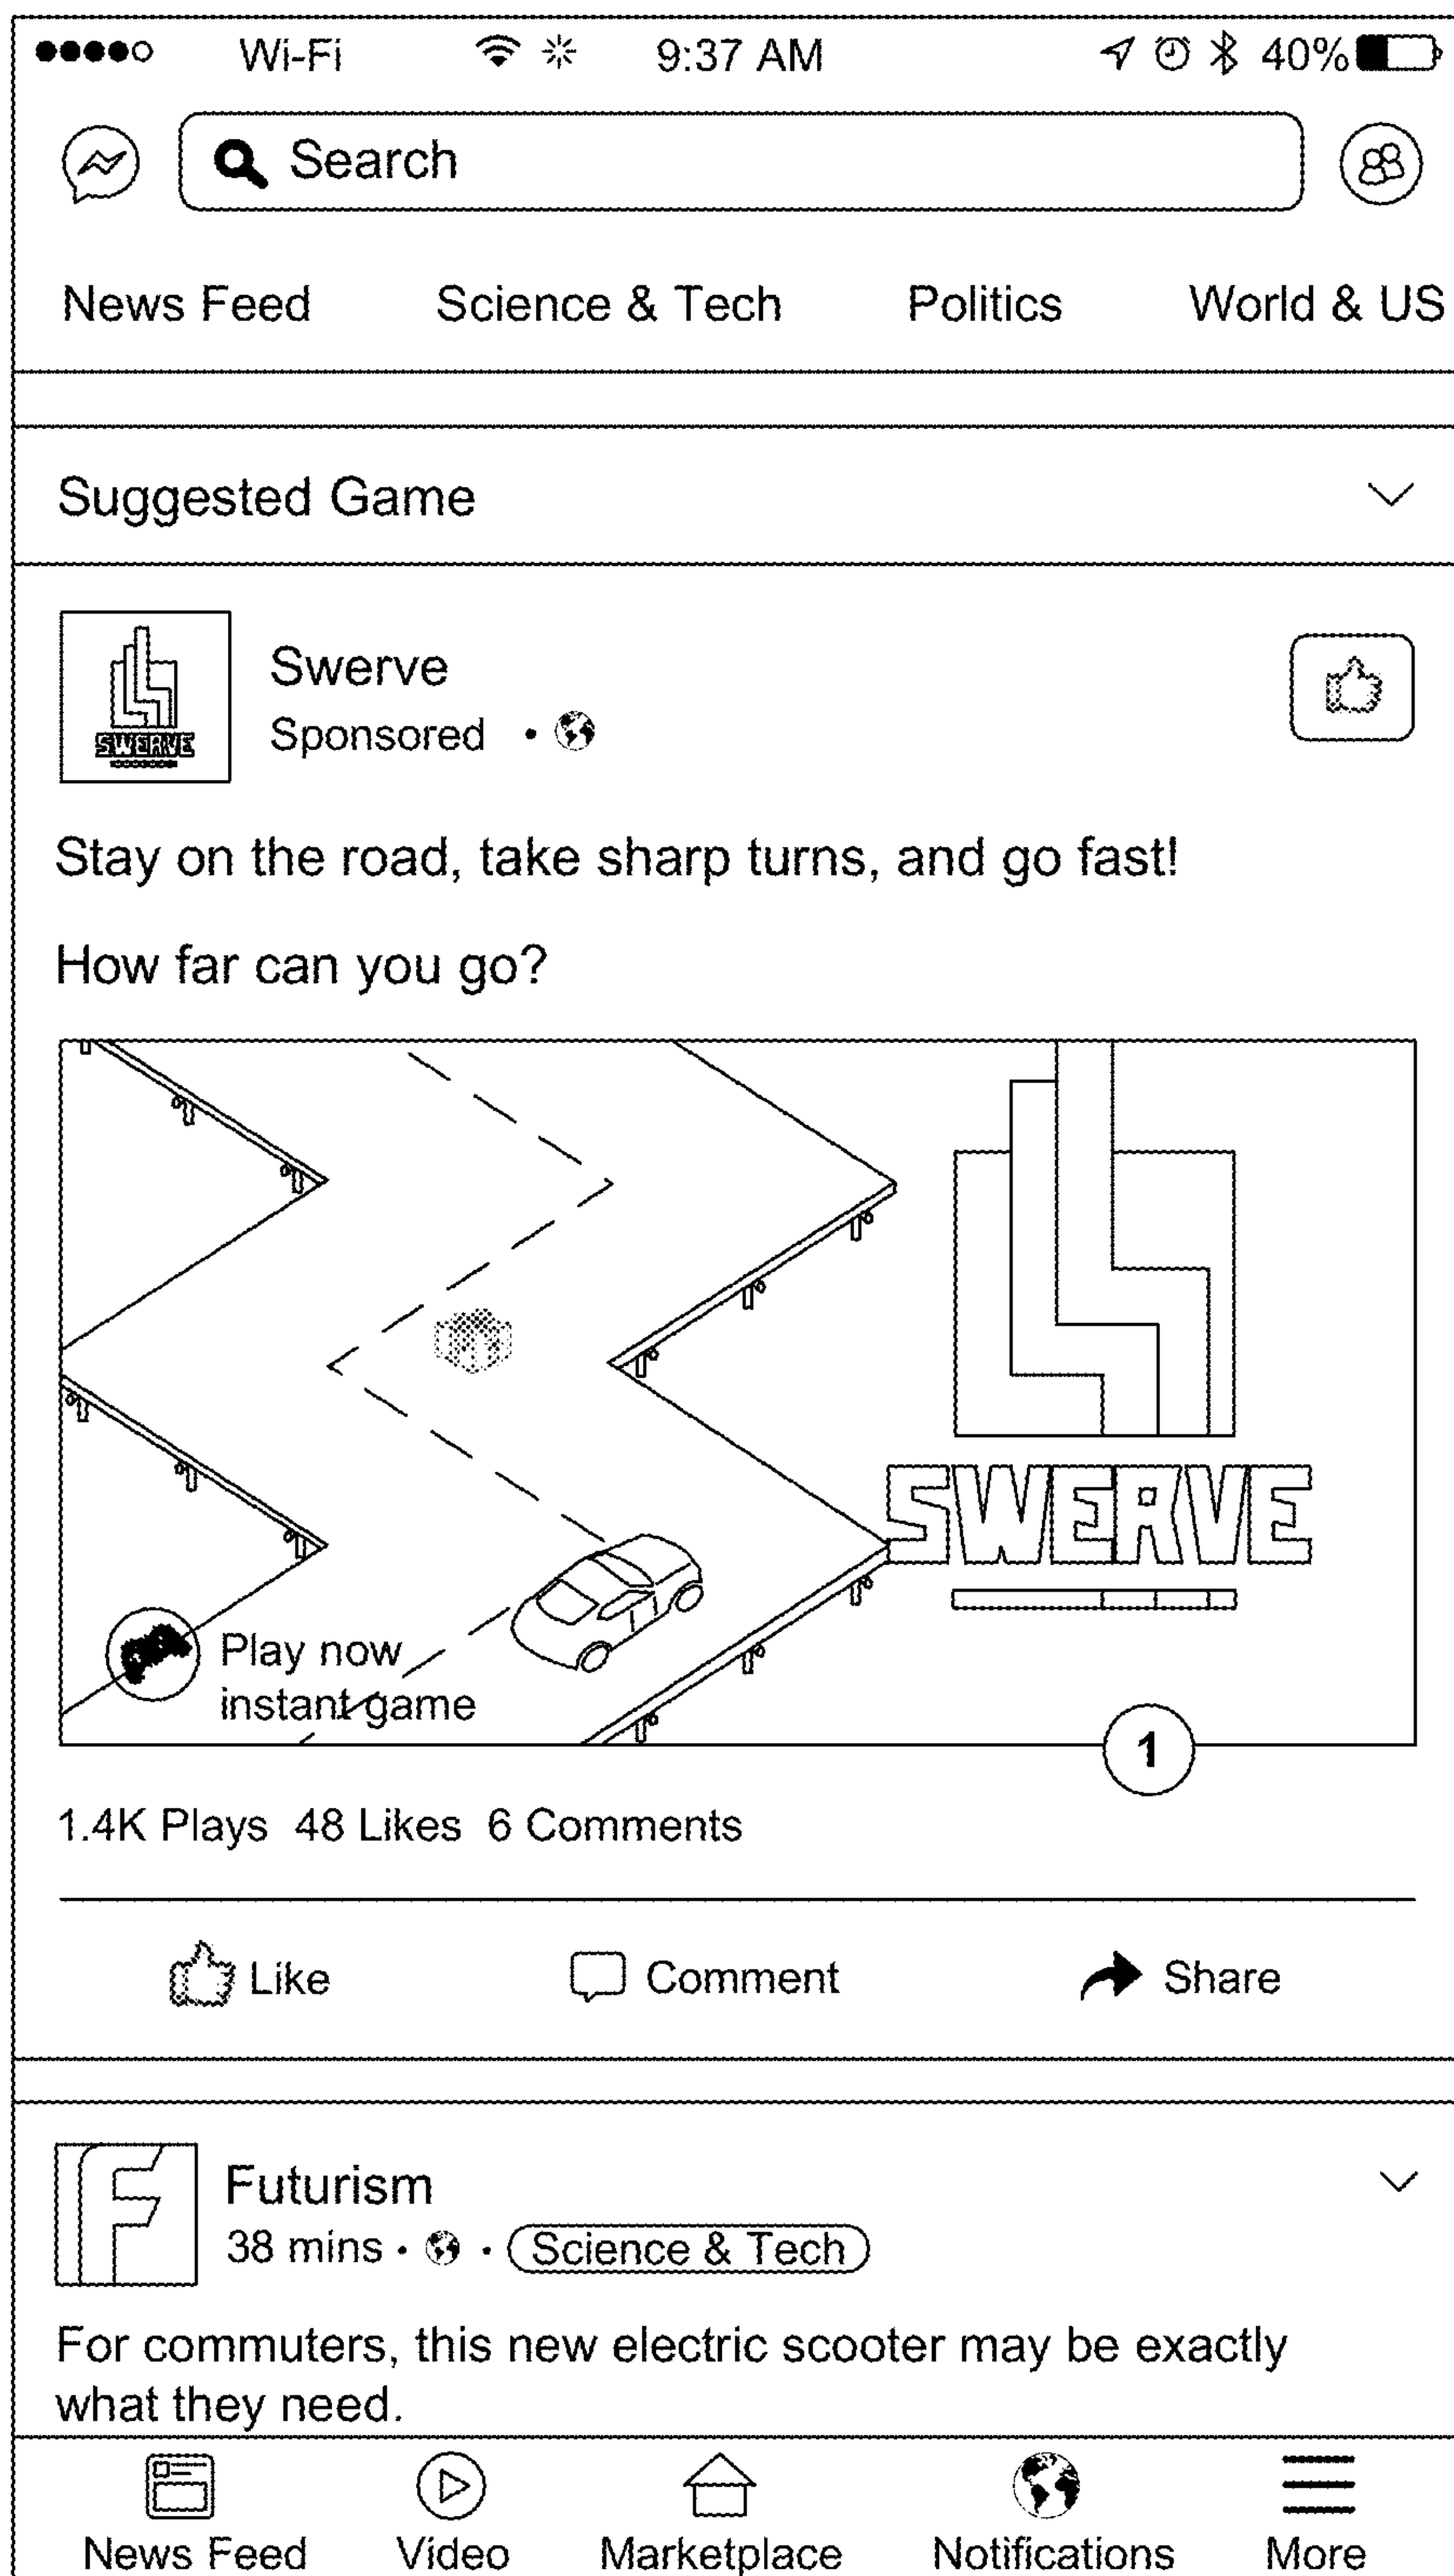 Wi-Fi 9:37 AM 40%
Search
News Feed Science & Tech Politics World & US
Suggested Game
SWERVE
Swerve
Sponsored •
Stay on the road, take sharp turns, and go fast!
How far can you go?
SWERVE
Play now
instant game
1
1.4K Plays 48 Likes 6 Comments
Like Comment Share
F
Futurism
38 mins • • Science & Tech
For commuters, this new electric scooter may be exactly
what they need.
News Feed Video Marketplace Notifications More